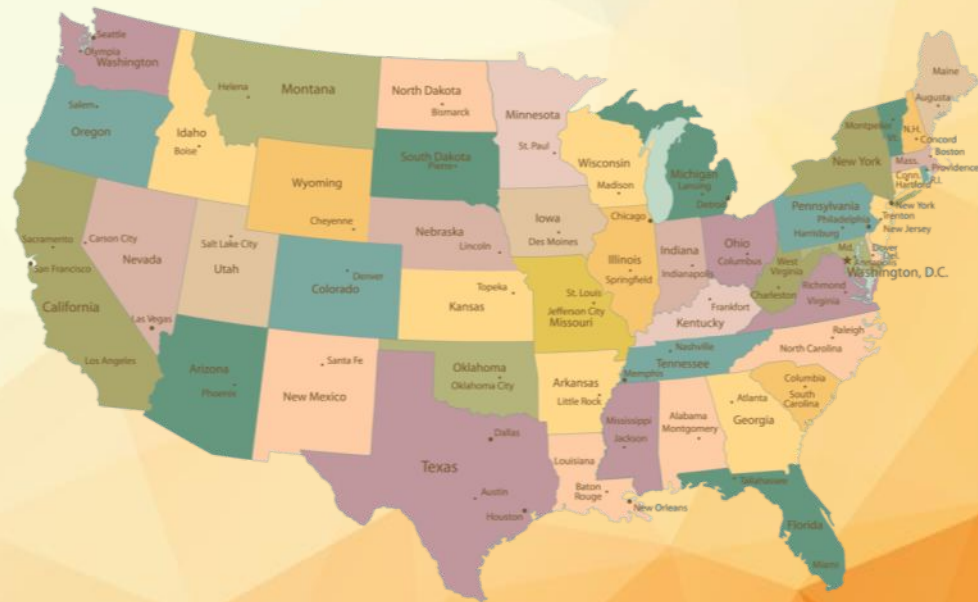 Seattle
Olympia
Washington
Salem
Oregon
Idaho
Boise
Helena
Montana
North Dakota
Bismarck
Minnesota
St. Paul
South Dakota
Pierre
Wyoming
Cheyenne
Wisconsin
Madison
Michigan
Lansing
Detroit
Maine
Augusta
Montpelier
Vt.
N.H.
Concord
Boston
Mass.
Providence
R.I.
Conn.
Hartford
New York
New York
Pennsylvania
Philadelphia
Harrisburg
Trenton
New Jersey
Sacramento
San Francisco
California
Los Angeles
Carson City
Nevada
Las Vegas
Salt Lake City
Utah
Denver
Colorado
Nebraska
Lincoln
Iowa
Des Moines
Chicago
Illinois
Springfield
Indiana
Indianapolis
Ohio
Columbus
West
Virginia
Charleston
Md.
Dover
Del.
Annapolis
Washington, D.C.
Richmond
Virginia
Topeka
Kansas
St. Louis
Jefferson City
Missouri
Frankfort
Kentucky
Raleigh
North Carolina
Nashville
Tennessee
Memphis
Arizona
Phoenix
Santa Fe
New Mexico
Oklahoma
Oklahoma City
Arkansas
Little Rock
Columbia
South
Carolina
Atlanta
Georgia
Alabama
Montgomery
Mississippi
Jackson
Dallas
Texas
Austin
Houston
Louisiana
Baton
Rouge
New Orleans
Tallahassee
Florida
Miami